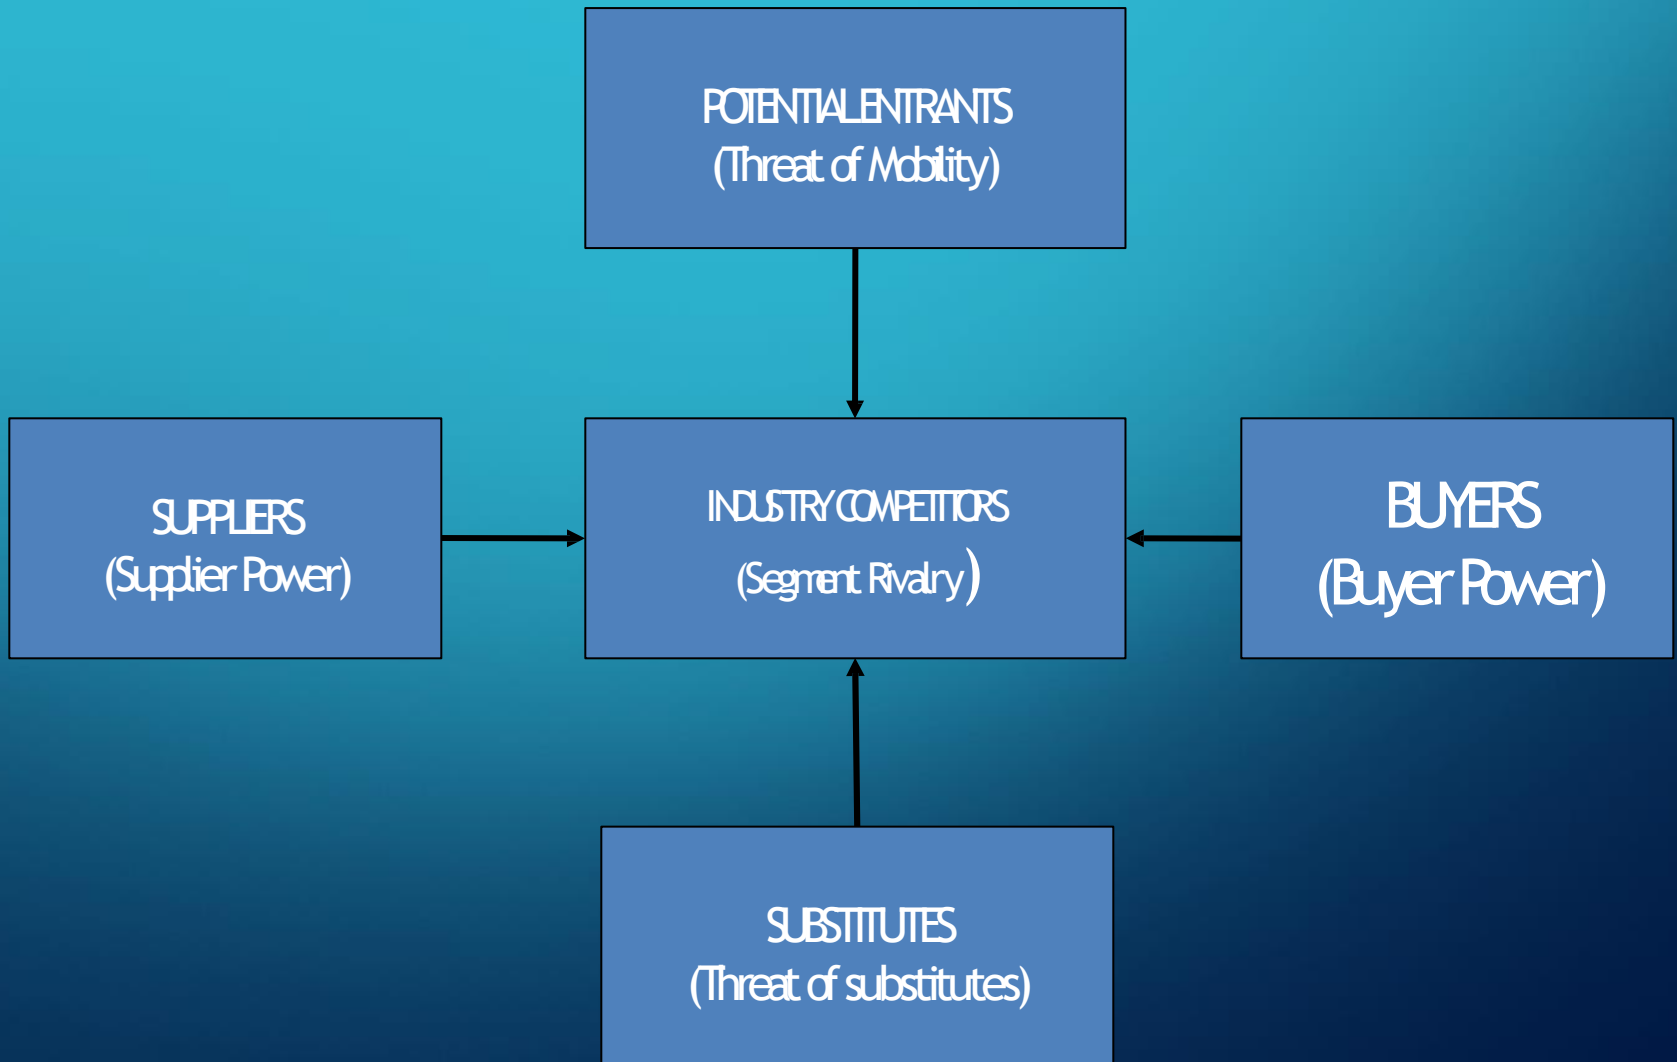 POTENTIAL ENTRANTS
(Threat of Mobility)
SUPPLIERS
(Supplier Power)
INDUSTRY COMPETITORS
(Segment Rivalry)
BUYERS
(Buyer Power)
SUBSTITUTES
(Threat of substitutes)